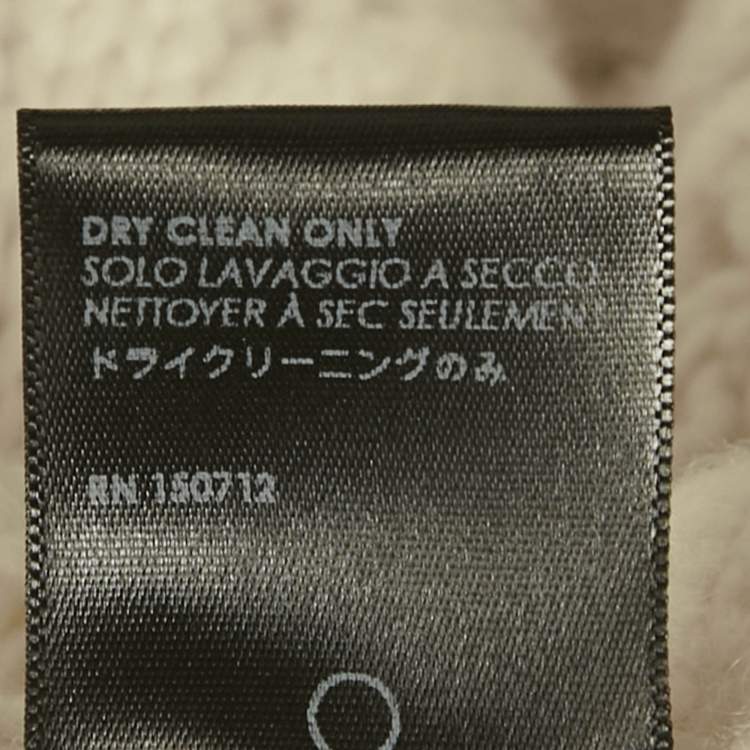 DRY CLEAN ONLY
SOLO LAVAGGIO A SECCO
NETTOYER À SEC SEULEMENT
ドライクリーニングのみ
RN 150712